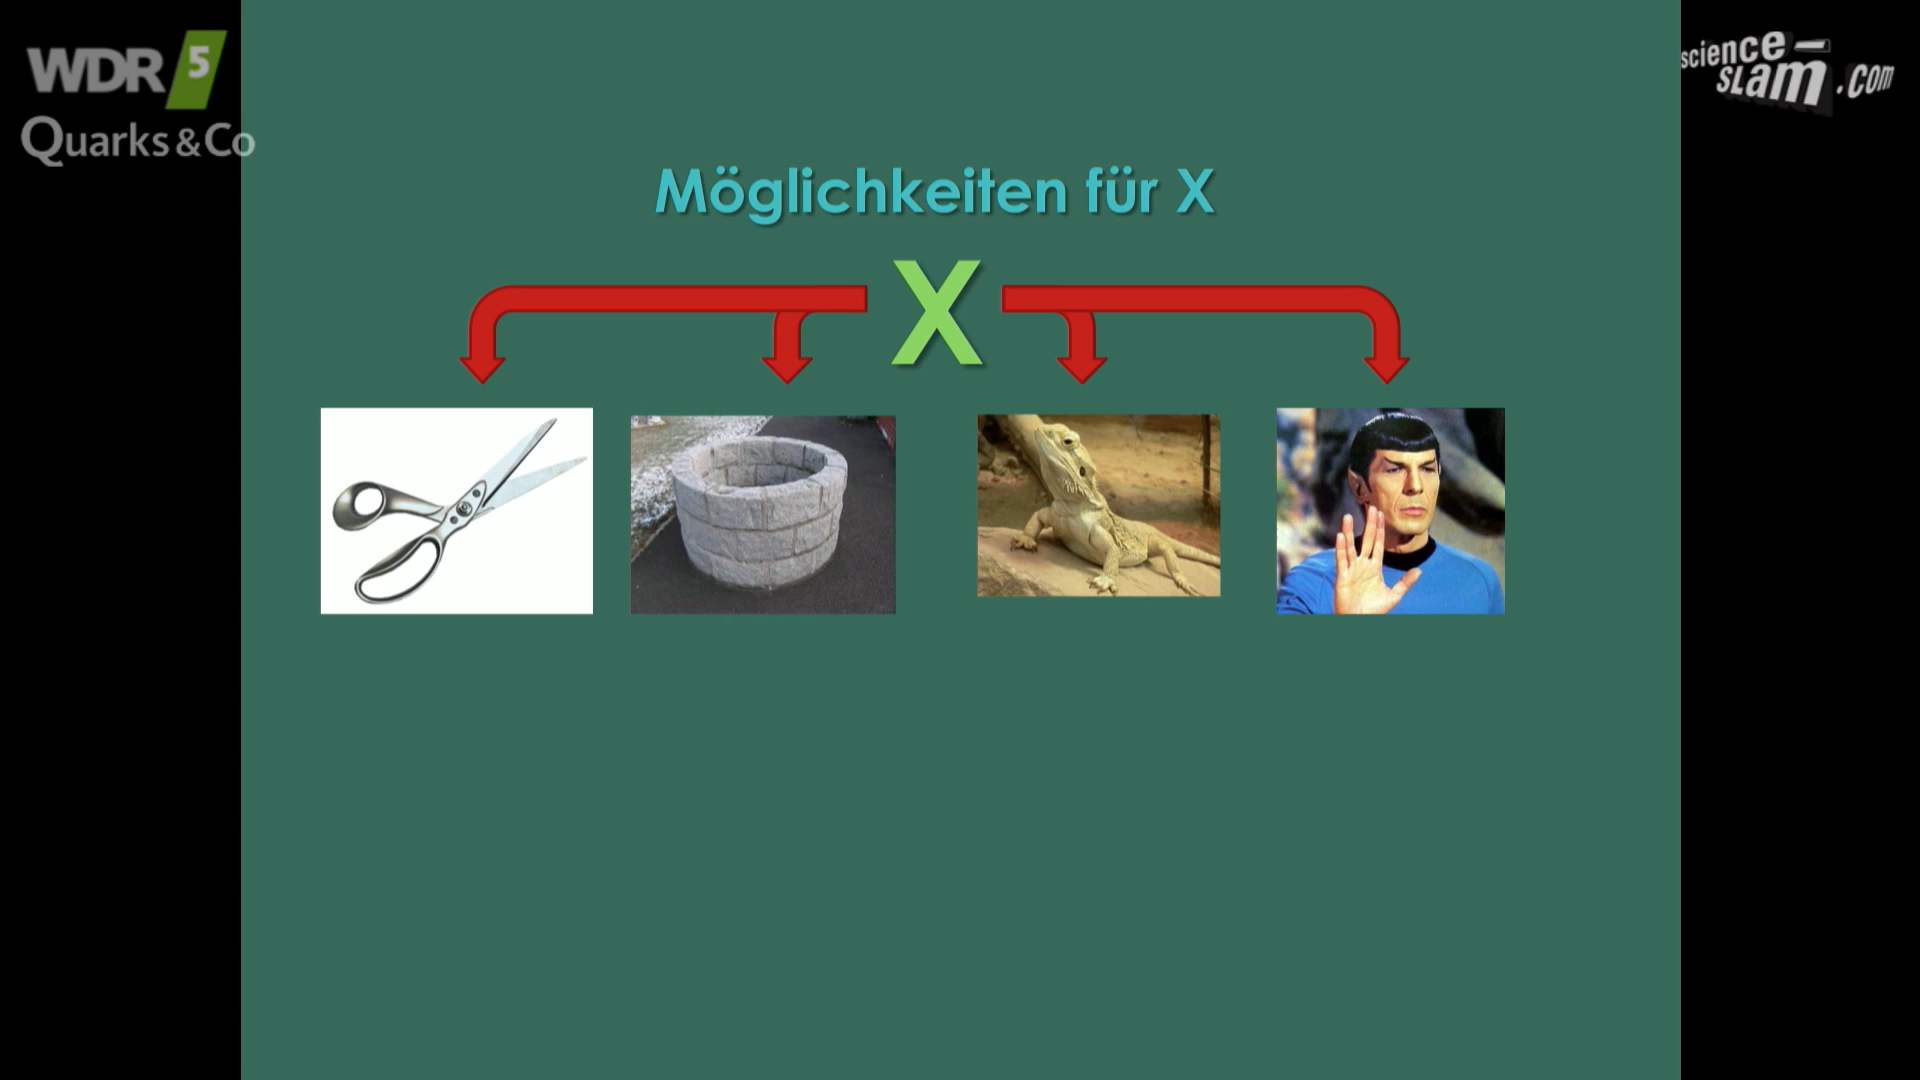 WDR 5
Quarks & Co
science-
slam.com
Möglichkeiten für X
X